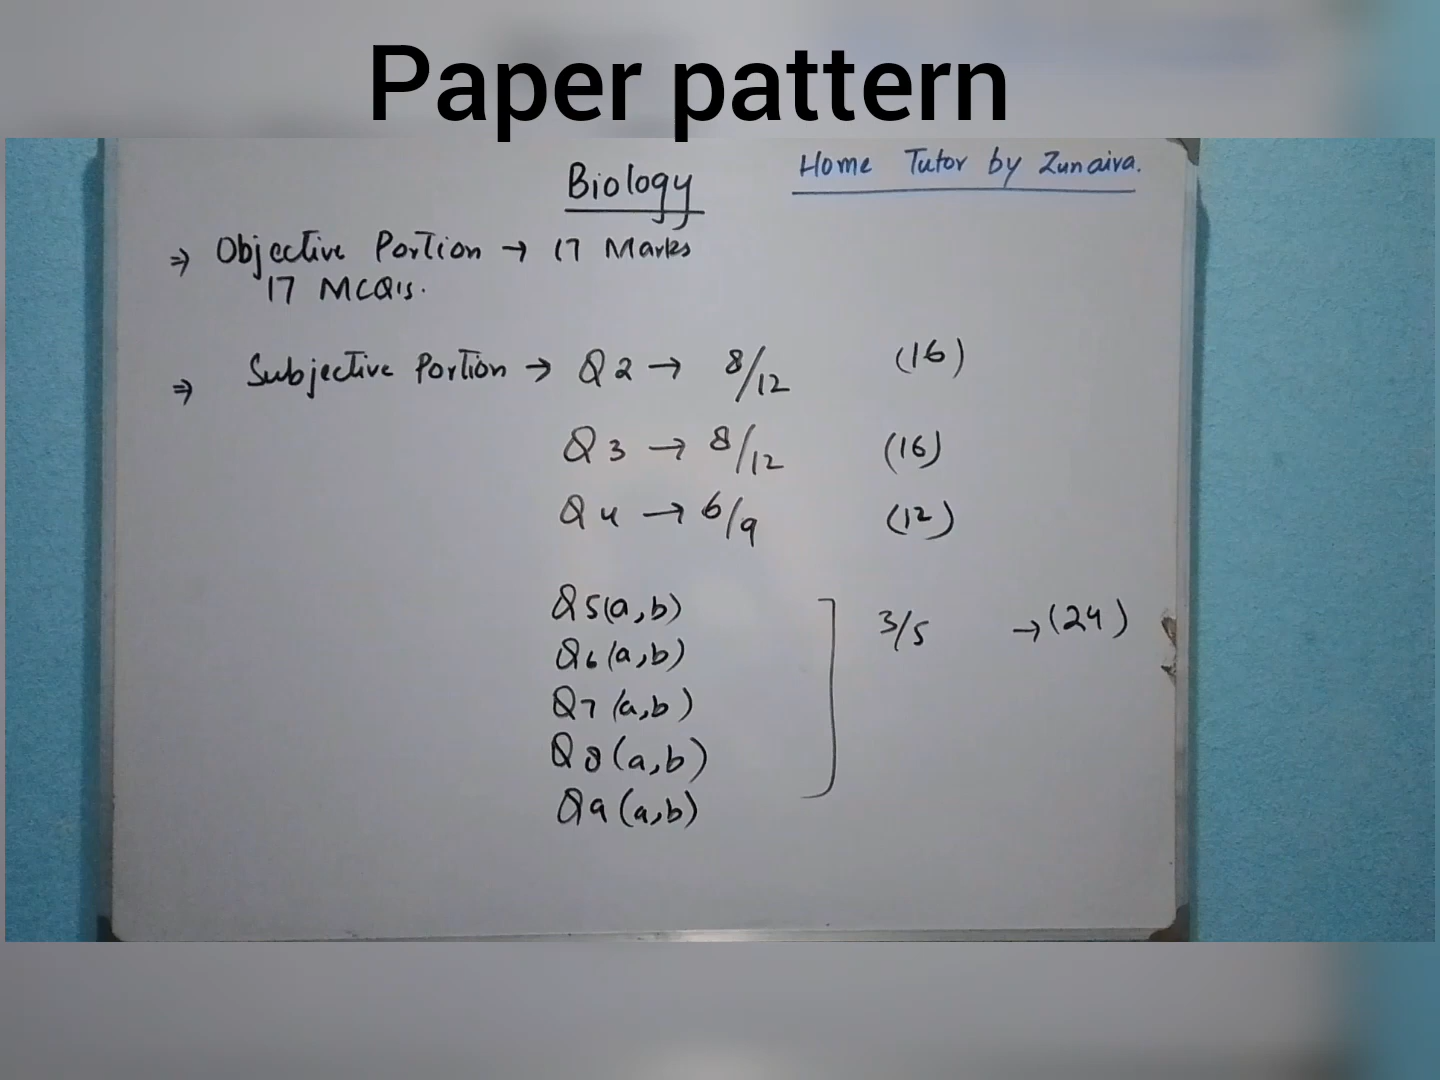 Paper pattern
Biology
Home Tutor by Zunaira.
⇒ Objective Portion → 17 Marks
17 MCQ's.
⇒ Subjective Portion → Q2 → 8/12 (16)
Q3 → 8/12 (16)
Q4 → 6/9 (12)
Q5(a,b)
3/5 → (24)
Q6(a,b)
Q7(a,b)
Q8(a,b)
Q9(a,b)